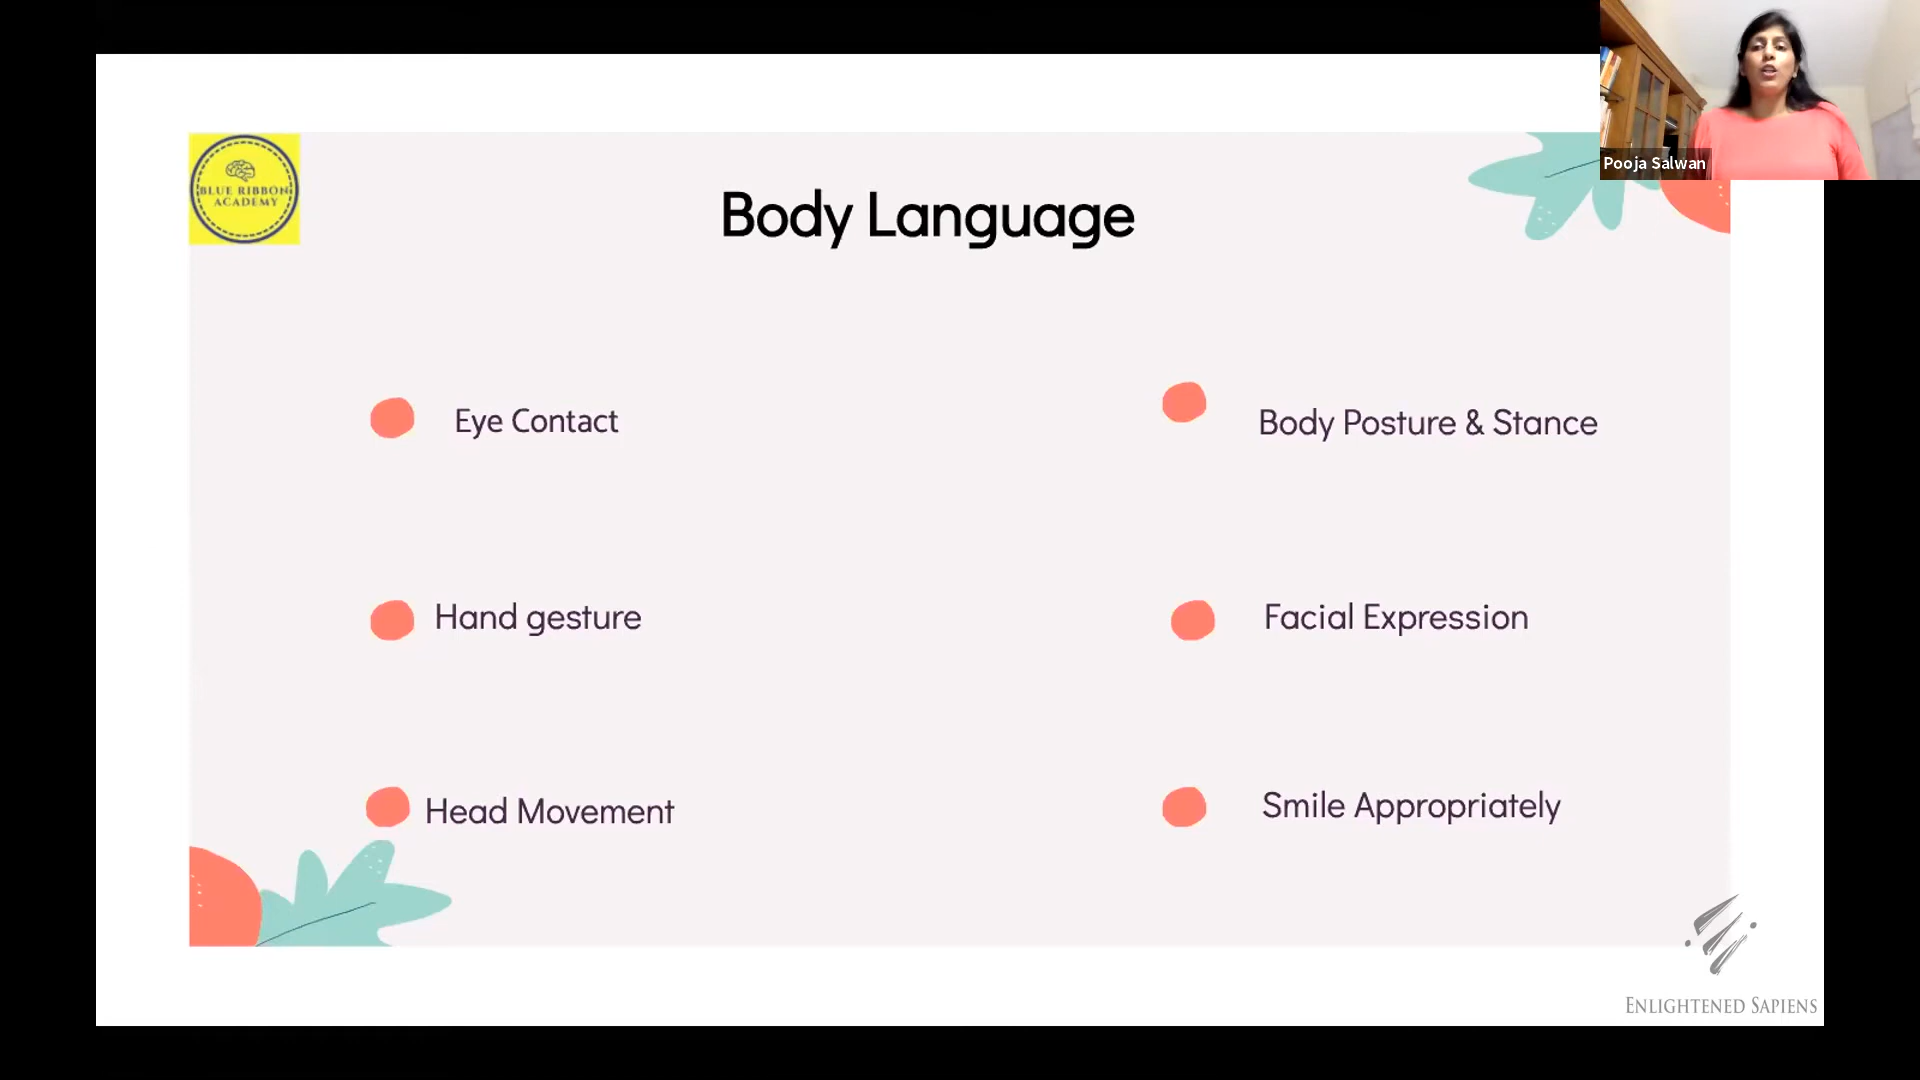 Pooja Salwan
BLUE RIBBON
ACADEMY
Body Language
Eye Contact
Body Posture & Stance
Hand gesture
Facial Expression
Head Movement
Smile Appropriately
ENLIGHTENED SAPIENS